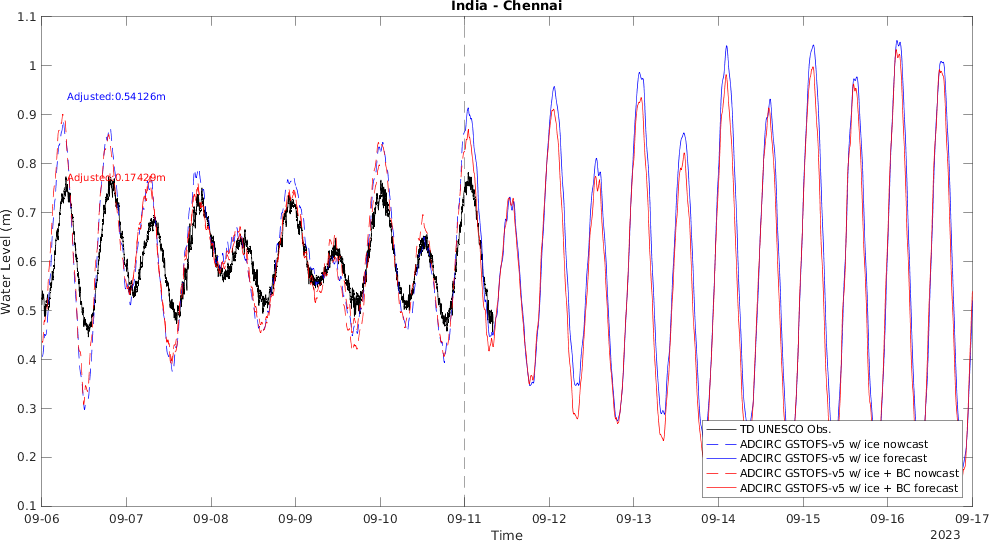 India - Chennai
Water Level (m)
1.1
1
0.9
0.8
0.7
0.6
0.5
0.4
0.3
0.2
0.1
Adjusted:0.54126m
Adjusted:0.17429m
TD UNESCO Obs.
ADCIRC GSTOFS-v5 w/ ice nowcast
ADCIRC GSTOFS-v5 w/ ice forecast
ADCIRC GSTOFS-v5 w/ ice + BC nowcast
ADCIRC GSTOFS-v5 w/ ice + BC forecast
09-06 09-07 09-08 09-09 09-10 09-11 09-12 09-13 09-14 09-15 09-16 09-17
Time
2023